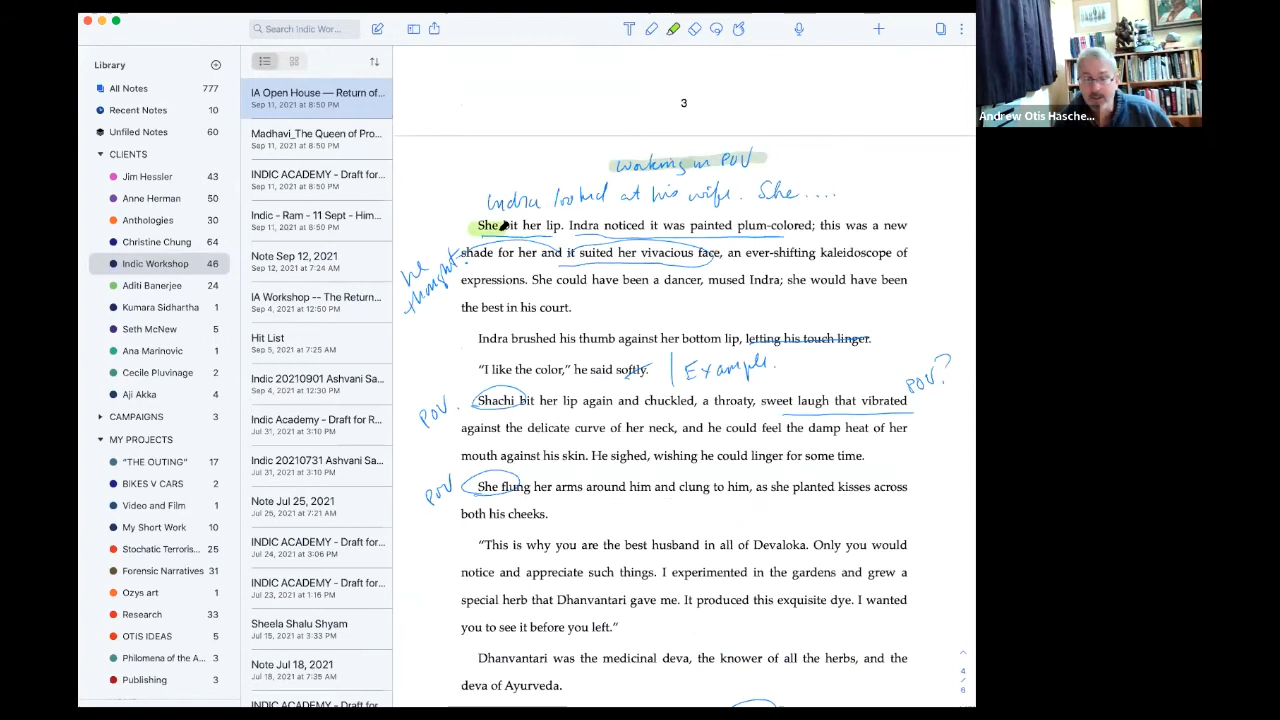 Search Indic Wor...
Library
All Notes 777
Recent Notes 10
Unfiled Notes 60
CLIENTS
Jim Hessler 43
Anne Herman 50
Anthologies 30
Christine Chung 64
Indic Workshop 46
Aditi Banerjee 24
Kumara Sidhartha 1
Seth McNew 5
Ana Marinovic 1
Cecile Pluvinage 2
Aji Akka 4
CAMPAIGNS 3
MY PROJECTS
"THE OUTING" 17
BIKES V CARS 2
Video and Film 1
My Short Work 10
Stochatic Terroris... 25
Forensic Narratives 31
Ozys art 1
Research 33
OTIS IDEAS 5
Philomena of the A... 3
Publishing 3
IA Open House — Return of...
Sep 11, 2021 at 8:50 PM
Madhavi_The Queen of Pro...
Sep 11, 2021 at 8:50 PM
INDIC ACADEMY - DRAFT for...
Sep 11, 2021 at 8:50 PM
Indic - Ram - 11 Sept - Him...
Sep 11, 2021 at 8:50 PM
Note Sep 12, 2021
Sep 12, 2021 at 7:24 AM
IA Workshop -- The Return...
Sep 4, 2021 at 12:50 PM
Hit List
Sep 5, 2021 at 7:25 AM
Indic 20210901 Ashvani Sa...
Sep 4, 2021 at 12:30 PM
Indic Academy - Draft for R...
Jul 31, 2021 at 3:10 PM
Indic 20210731 Ashvani Sa...
Jul 31, 2021 at 3:10 PM
Note Jul 25, 2021
Jul 25, 2021 at 7:21 AM
INDIC ACADEMY - Draft for...
Jul 24, 2021 at 3:06 PM
INDIC ACADEMY - Draft for...
Jul 23, 2021 at 1:16 PM
Sheela Shalu Shyam
Jul 15, 2021 at 3:33 PM
Note Jul 18, 2021
Jul 18, 2021 at 7:35 AM
INDIC ACADEMY - Draft for...
3
working in POV
Indra looked at his wife. She....
She bit her lip. Indra noticed it was painted plum-colored; this was a new
shade for her and it suited her vivacious face, an ever-shifting kaleidoscope of
he thought.
expressions. She could have been a dancer, mused Indra; she would have been
the best in his court.
Indra brushed his thumb against her bottom lip, letting his touch linger.
"I like the color," he said softly.
Example.
POV?
POV.
Shachi bit her lip again and chuckled, a throaty, sweet laugh that vibrated
against the delicate curve of her neck, and he could feel the damp heat of her
mouth against his skin. He sighed, wishing he could linger for some time.
POV
She flung her arms around him and clung to him, as she planted kisses across
both his cheeks.
"This is why you are the best husband in all of Devaloka. Only you would
notice and appreciate such things. I experimented in the gardens and grew a
special herb that Dhanvantari gave me. It produced this exquisite dye. I wanted
you to see it before you left."
Dhanvantari was the medicinal deva, the knower of all the herbs, and the
deva of Ayurveda.
4
/
6
Andrew Otis Hasche...